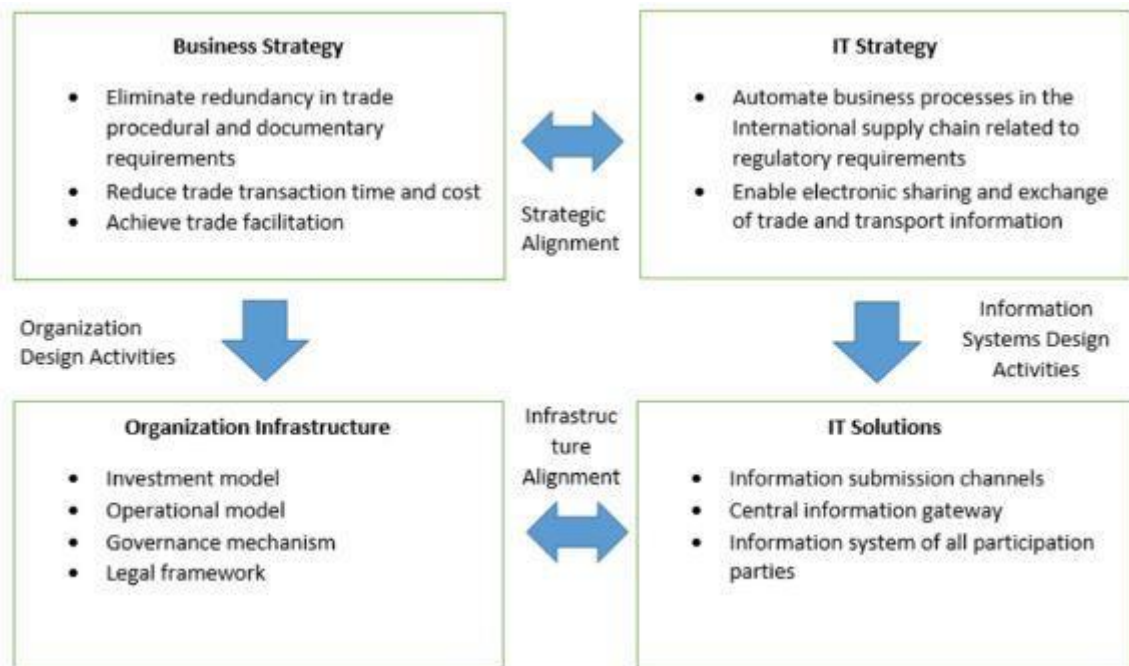 Business Strategy
• Eliminate redundancy in trade
procedural and documentary
requirements
• Reduce trade transaction time and cost
• Achieve trade facilitation
Strategic
Alignment
IT Strategy
• Automate business processes in the
International supply chain related to
regulatory requirements
• Enable electronic sharing and exchange
of trade and transport information
Organization
Design Activities
Information
Systems Design
Activities
Organization Infrastructure
• Investment model
• Operational model
• Governance mechanism
• Legal framework
Infrastruc
ture
Alignment
IT Solutions
• Information submission channels
• Central information gateway
• Information system of all participation
parties